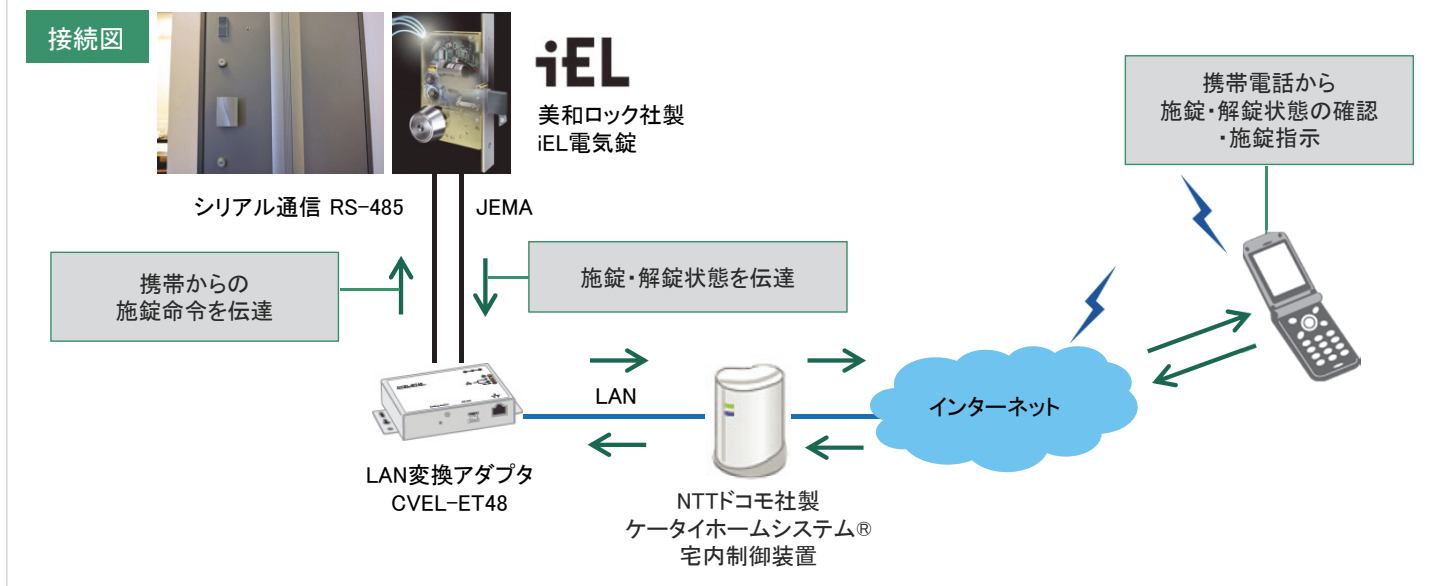 接続図
iEL
美和ロック社製
iEL電気錠
携帯電話から
施錠・解錠状態の確認
・施錠指示
シリアル通信 RS-485
JEMA
携帯からの
施錠命令を伝達
施錠・解錠状態を伝達
LAN
インターネット
LAN変換アダプタ
CVEL-ET48
NTTドコモ社製
ケータイホームシステム®
宅内制御装置